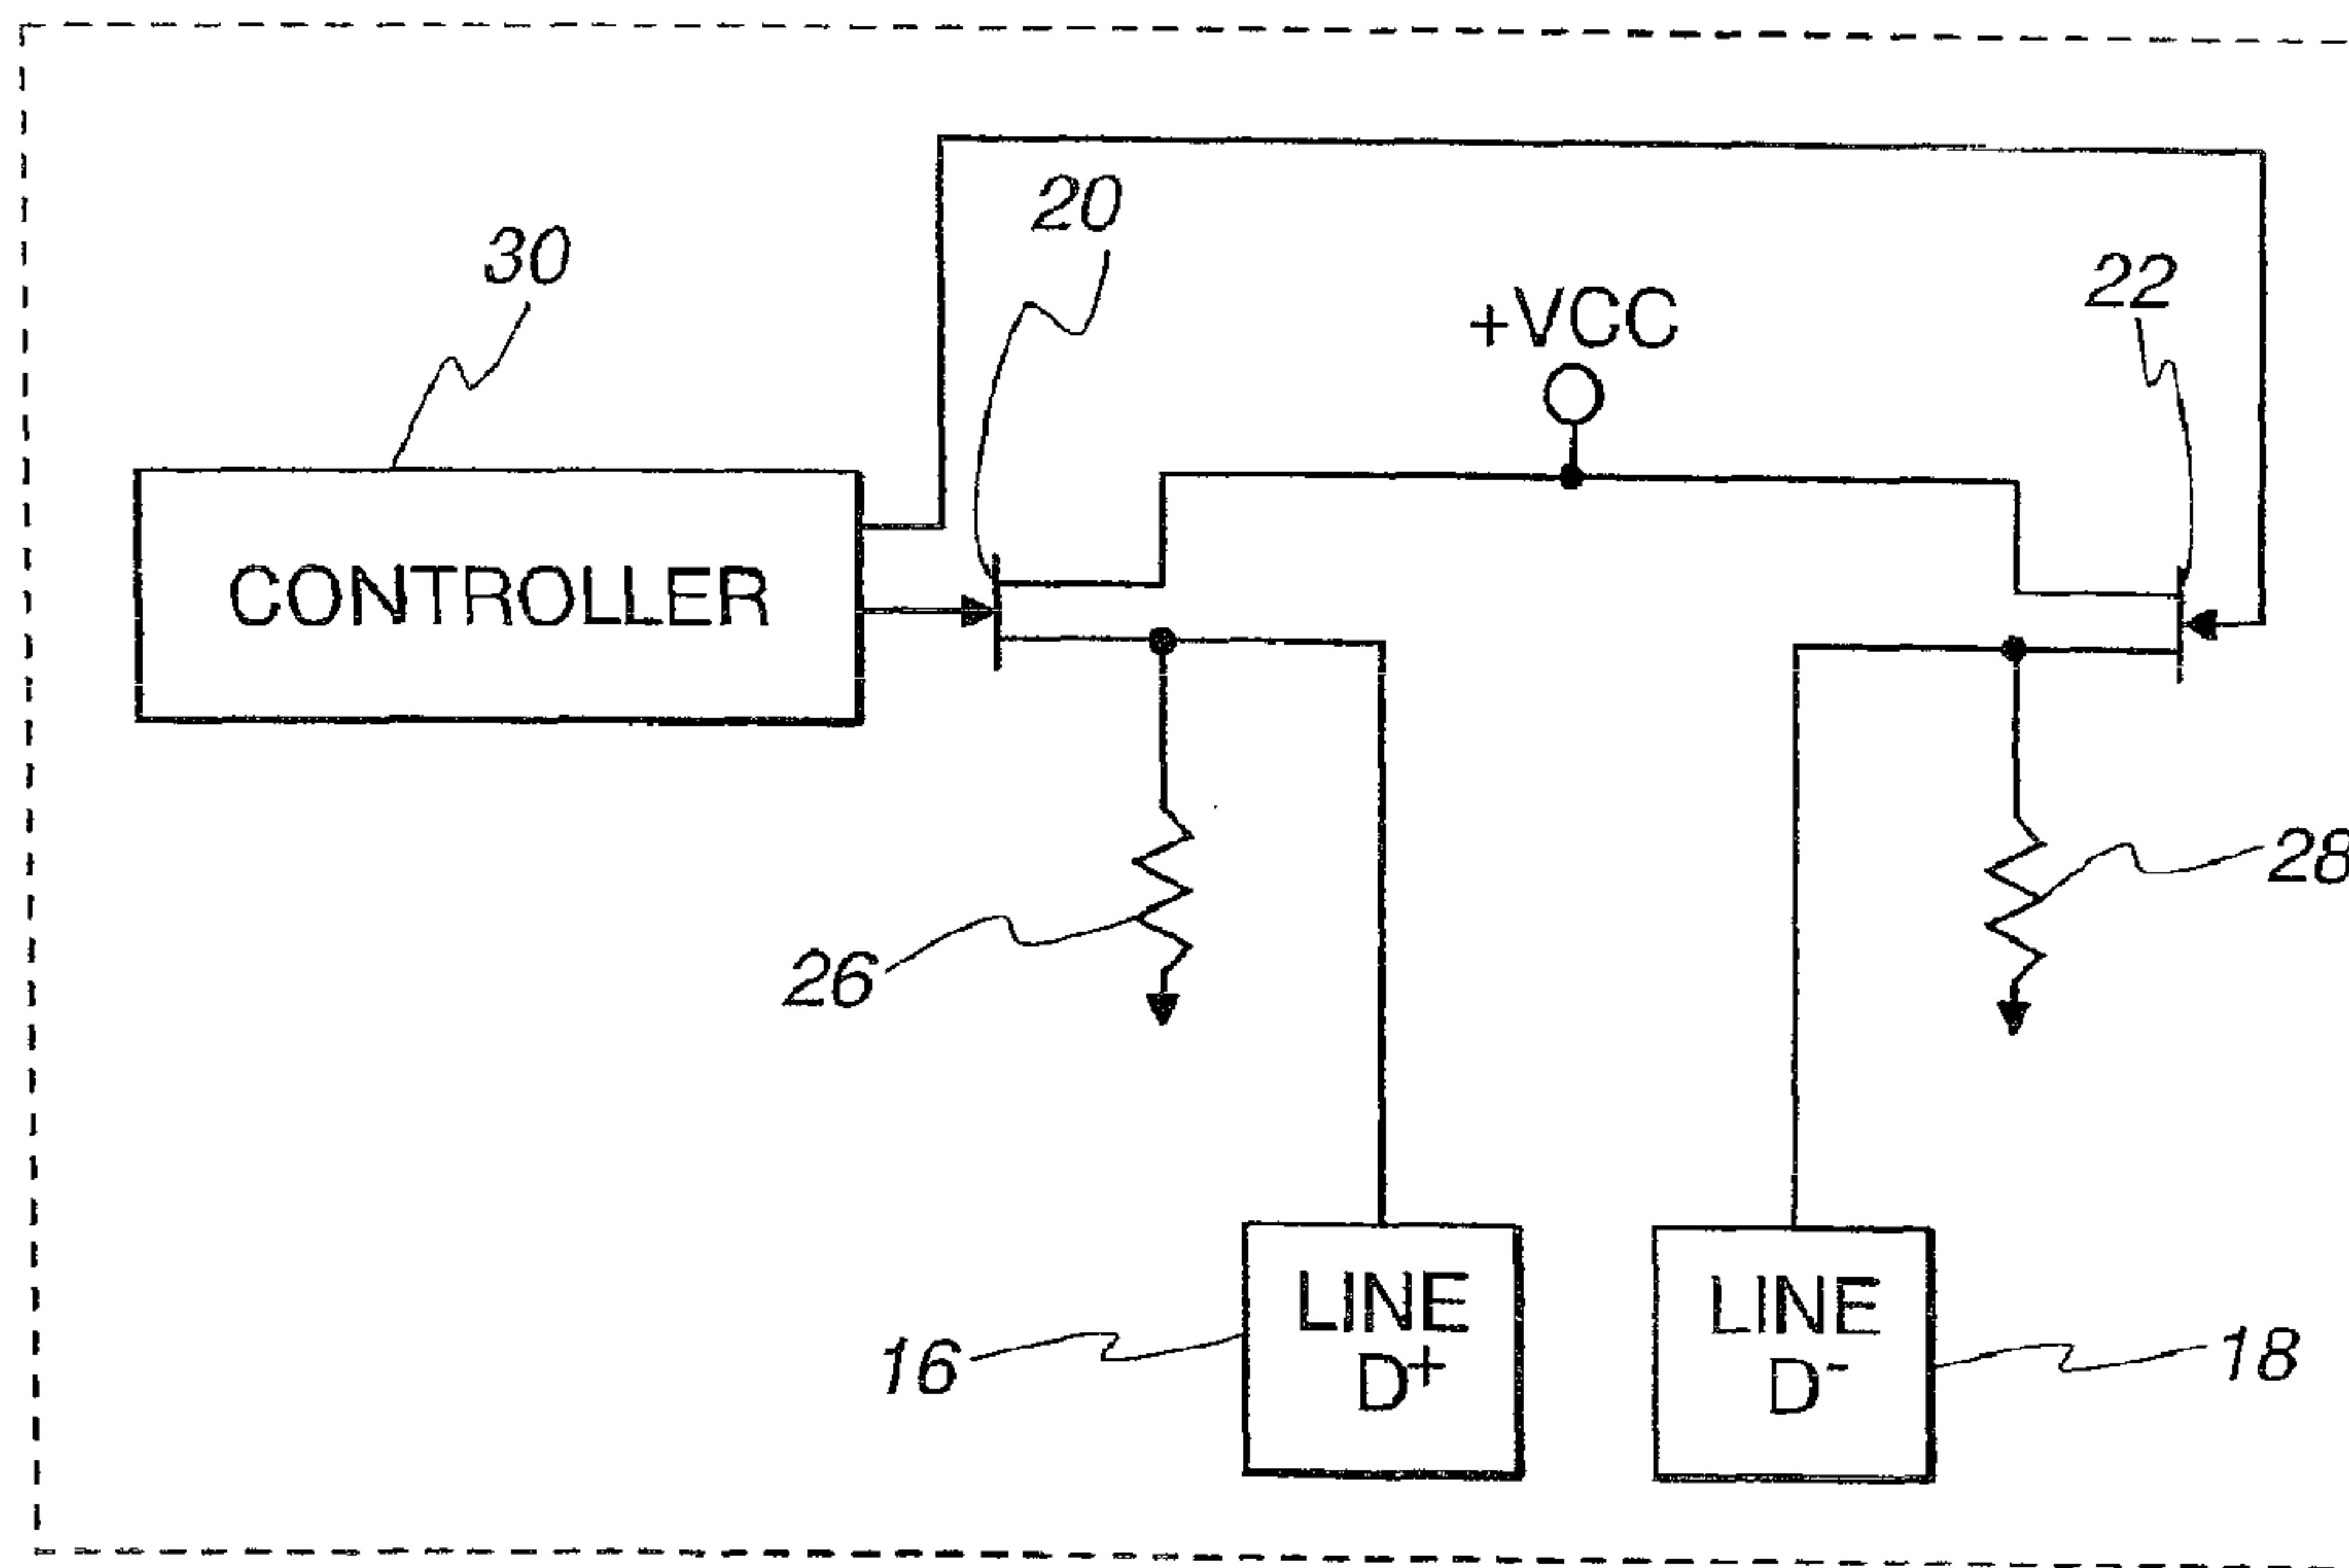 20
30
22
+VCC
CONTROLLER
28
26
LINE
D+
LINE
D-
16
18